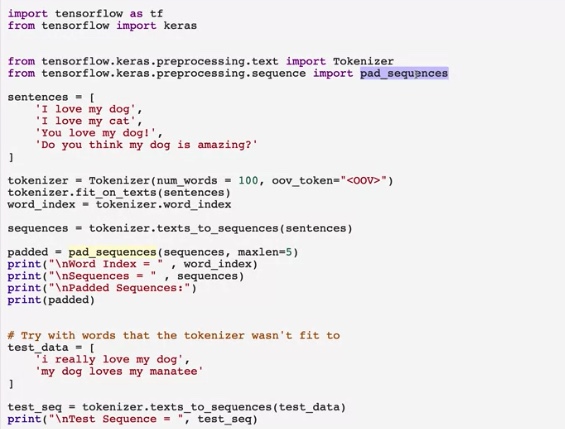 import tensorflow as tf
from tensorflow import keras
from tensorflow.keras.preprocessing.text import Tokenizer
from tensorflow.keras.preprocessing.sequence import pad_sequences
sentences = [
    'I love my dog',
    'I love my cat',
    'You love my dog!',
    'Do you think my dog is amazing?'
]
tokenizer = Tokenizer(num_words = 100, oov_token="<OOV>")
tokenizer.fit_on_texts(sentences)
word_index = tokenizer.word_index
sequences = tokenizer.texts_to_sequences(sentences)
padded = pad_sequences(sequences, maxlen=5)
print("\nWord Index = " , word_index)
print("\nSequences = " , sequences)
print("\nPadded Sequences:")
print(padded)
# Try with words that the tokenizer wasn't fit to
test_data = [
    'i really love my dog',
    'my dog loves my manatee'
]
test_seq = tokenizer.texts_to_sequences(test_data)
print("\nTest Sequence = ", test_seq)